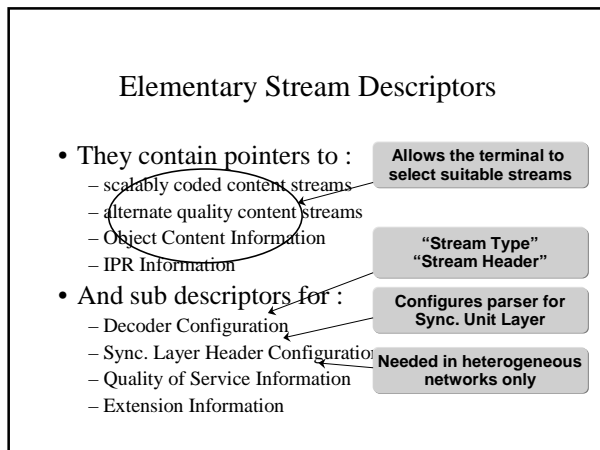 Elementary Stream Descriptors
• They contain pointers to :
– scalably coded content streams
– alternate quality content streams
– Object Content Information
– IPR Information
• And sub descriptors for :
– Decoder Configuration
– Sync. Layer Header Configuration
– Quality of Service Information
– Extension Information
Allows the terminal to
select suitable streams
“Stream Type”
“Stream Header”
Configures parser for
Sync. Unit Layer
Needed in heterogeneous
networks only